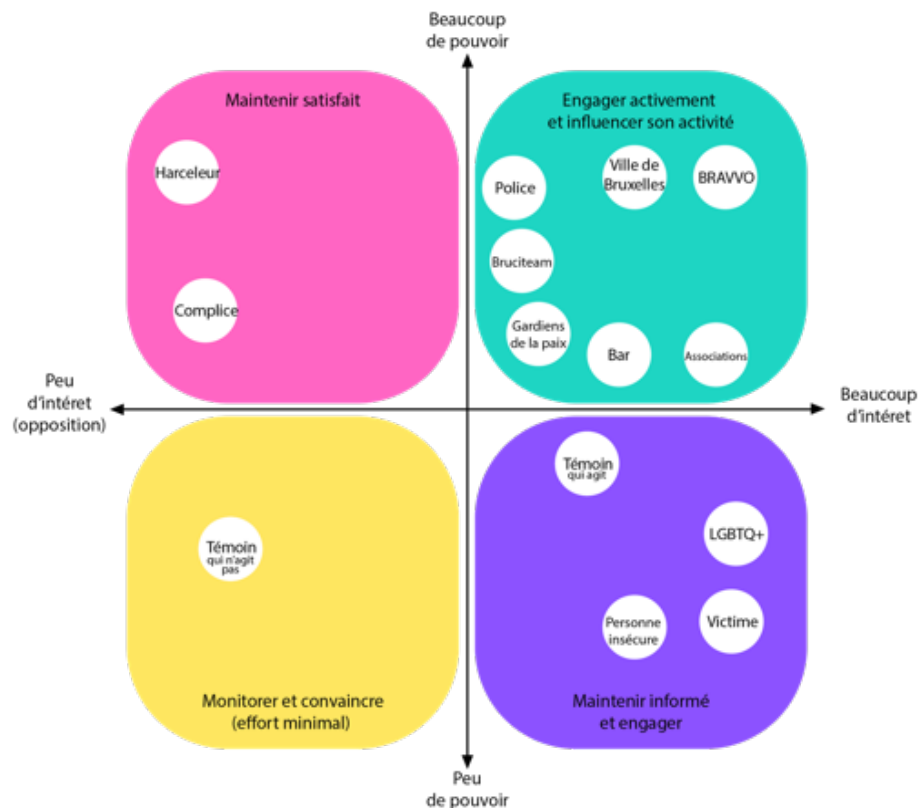 Beaucoup
de pouvoir
Maintenir satisfait
Engager activement
et influencer son activité
Harceleur
Police
Ville de
Bruxelles
BRAVVO
Bruciteam
Complice
Gardiens
de la paix
Bar
Associations
Peu
d'intéret
(opposition)
Beaucoup
d'intéret
Témoin
qui agit
LGBTQ+
Témoin
qui n'agit
pas
Personne
insécure
Victime
Monitorer et convaincre
(effort minimal)
Maintenir informé
et engager
Peu
de pouvoir